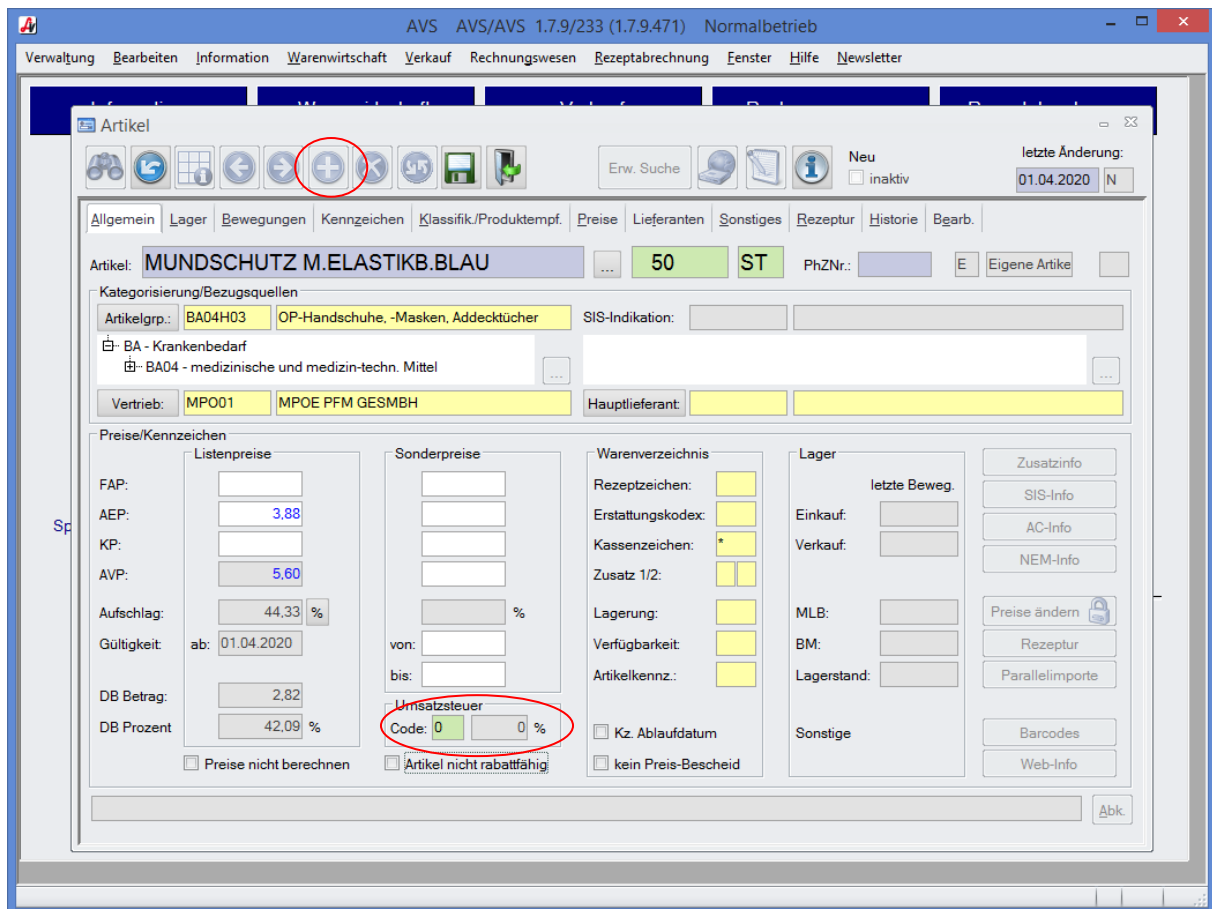 AVS AVS/AVS 1.7.9/233 (1.7.9.471) Normalbetrieb
Verwaltung Bearbeiten Information Warenwirtschaft Verkauf Rechnungswesen Rezeptabrechnung Fenster Hilfe Newsletter
Artikel
Erw. Suche
Neu
inaktiv
letzte Änderung:
01.04.2020 N
Allgemein Lager Bewegungen Kennzeichen Klassifik./Produktempf. Preise Lieferanten Sonstiges Rezeptur Historie Bearb.
Artikel: MUNDSCHUTZ M.ELASTIKB.BLAU ... 50 ST PhZNr.: E Eigene Artike
Kategorisierung/Bezugsquellen
Artikelgrp.: BA04H03 OP-Handschuhe, -Masken, Addecktücher SIS-Indikation:
BA - Krankenbedarf
BA04 - medizinische und medizin-techn. Mittel ... ...
Vertrieb: MPO01 MPOE PFM GESMBH Hauptlieferant:
Preise/Kennzeichen
Listenpreise Sonderpreise Warenverzeichnis Lager
Zusatzinfo
FAP: Rezeptzeichen: letzte Beweg.
SIS-Info
AEP: 3,88 Erstattungskodex: Einkauf:
AC-Info
Sp
KP: Kassenzeichen: * Verkauf:
NEM-Info
AVP: 5,60 Zusatz 1/2:
Aufschlag: 44,33 % % Lagerung: MLB: Preise ändern
Gültigkeit: ab: 01.04.2020 von: Verfügbarkeit: BM: Rezeptur
bis: Artikelkennz.: Lagerstand: Parallelimporte
DB Betrag: 2,82
Umsatzsteuer
DB Prozent 42,09 % Code: 0 0 % Kz. Ablaufdatum Sonstige Barcodes
Preise nicht berechnen Artikel nicht rabattfähig kein Preis-Bescheid Web-Info
Abk.